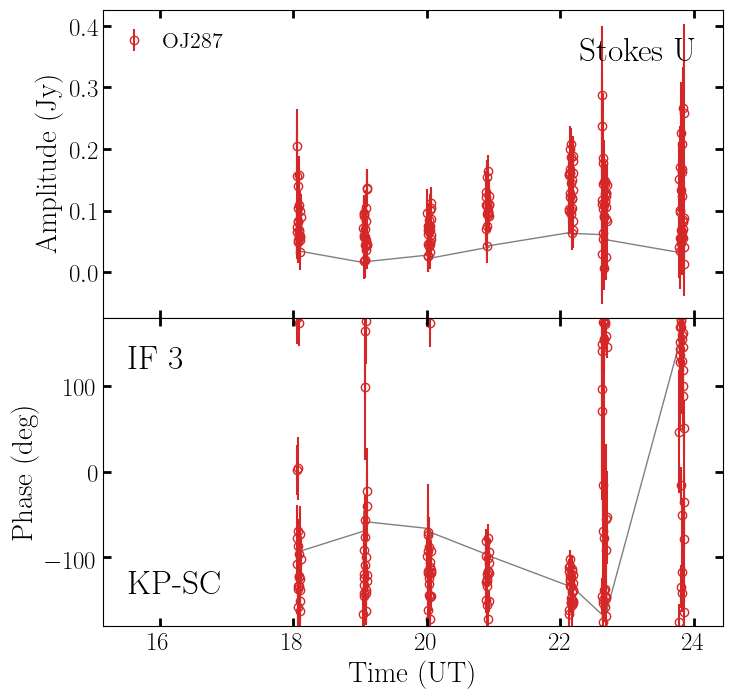 OJ287
Stokes U
Amplitude (Jy)
0.4
0.3
0.2
0.1
0.0
IF 3
KP-SC
Phase (deg)
100
0
−100
16 18 20 22 24
Time (UT)